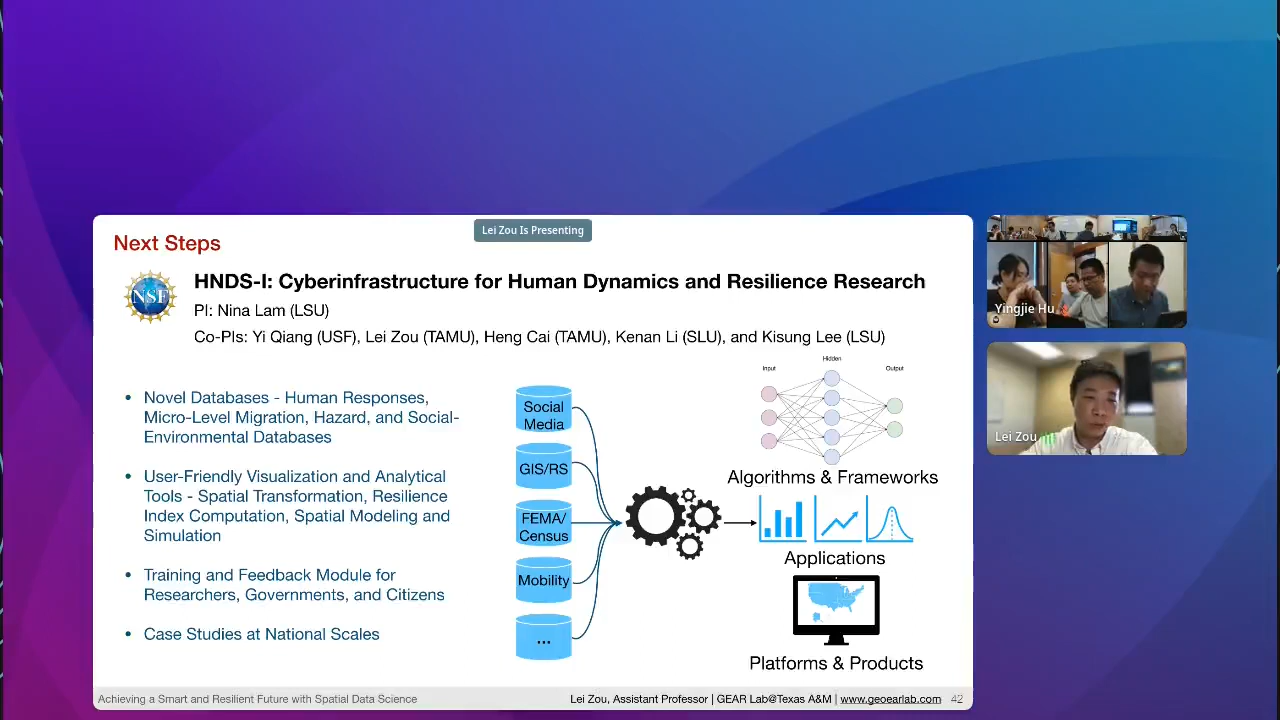 Lei Zou Is Presenting
Next Steps
NSF
HNDS-I: Cyberinfrastructure for Human Dynamics and Resilience Research
PI: Nina Lam (LSU)
Co-PIs: Yi Qiang (USF), Lei Zou (TAMU), Heng Cai (TAMU), Kenan Li (SLU), and Kisung Lee (LSU)
• Novel Databases - Human Responses,
Micro-Level Migration, Hazard, and Social-
Environmental Databases
• User-Friendly Visualization and Analytical
Tools - Spatial Transformation, Resilience
Index Computation, Spatial Modeling and
Simulation
• Training and Feedback Module for
Researchers, Governments, and Citizens
• Case Studies at National Scales
Social
Media
GIS/RS
FEMA/
Census
Mobility
...
Input
Hidden
Output
Algorithms & Frameworks
Applications
Platforms & Products
Achieving a Smart and Resilient Future with Spatial Data Science
Lei Zou, Assistant Professor | GEAR Lab@Texas A&M | www.geoearlab.com 42
Yingjie Hu
Lei Zou